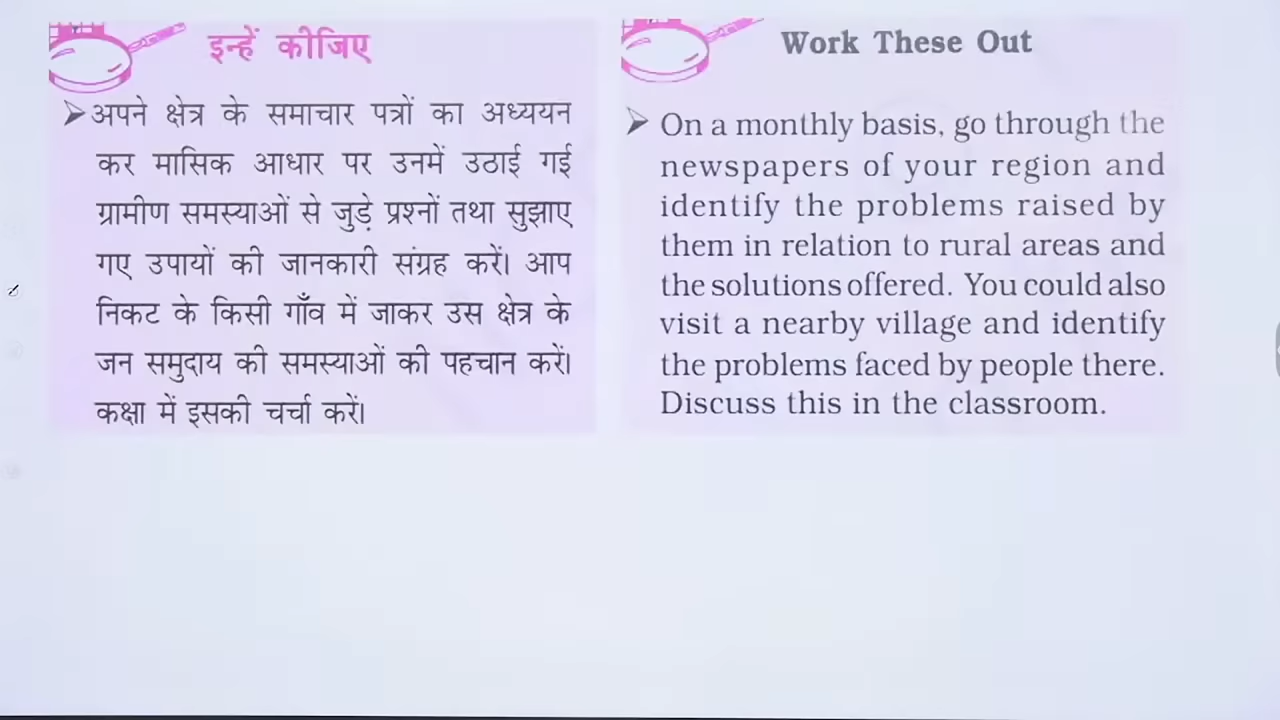 इन्हें कीजिए
अपने क्षेत्र के समाचार पत्रों का अध्ययन
कर मासिक आधार पर उनमें उठाई गई
ग्रामीण समस्याओं से जुड़े प्रश्नों तथा सुझाए
गए उपायों की जानकारी संग्रह करें। आप
निकट के किसी गाँव में जाकर उस क्षेत्र के
जन समुदाय की समस्याओं की पहचान करें।
कक्षा में इसकी चर्चा करें।
Work These Out
On a monthly basis, go through the
newspapers of your region and
identify the problems raised by
them in relation to rural areas and
the solutions offered. You could also
visit a nearby village and identify
the problems faced by people there.
Discuss this in the classroom.